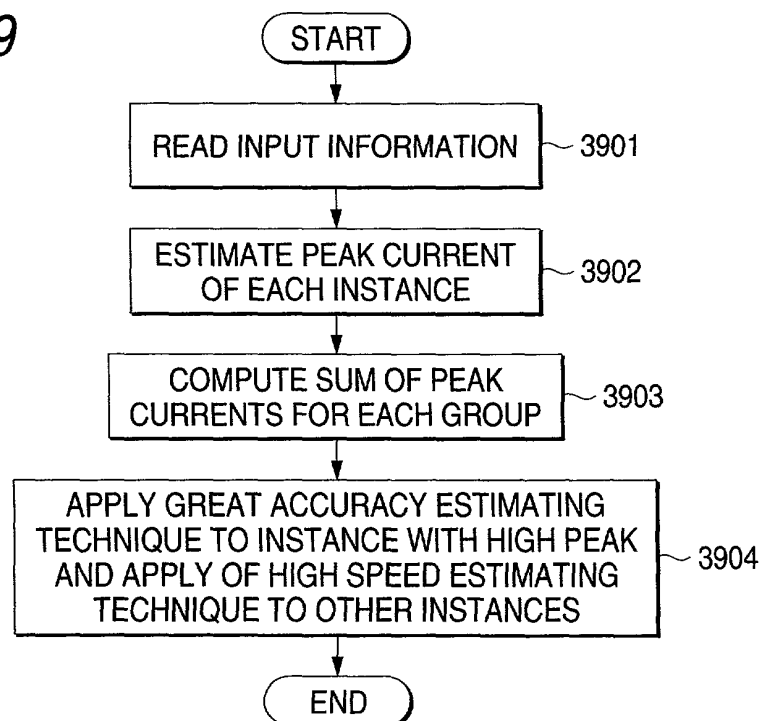 9
START
READ INPUT INFORMATION
3901
ESTIMATE PEAK CURRENT
OF EACH INSTANCE
3902
COMPUTE SUM OF PEAK
CURRENTS FOR EACH GROUP
3903
APPLY GREAT ACCURACY ESTIMATING
TECHNIQUE TO INSTANCE WITH HIGH PEAK
AND APPLY OF HIGH SPEED ESTIMATING
TECHNIQUE TO OTHER INSTANCES
3904
END